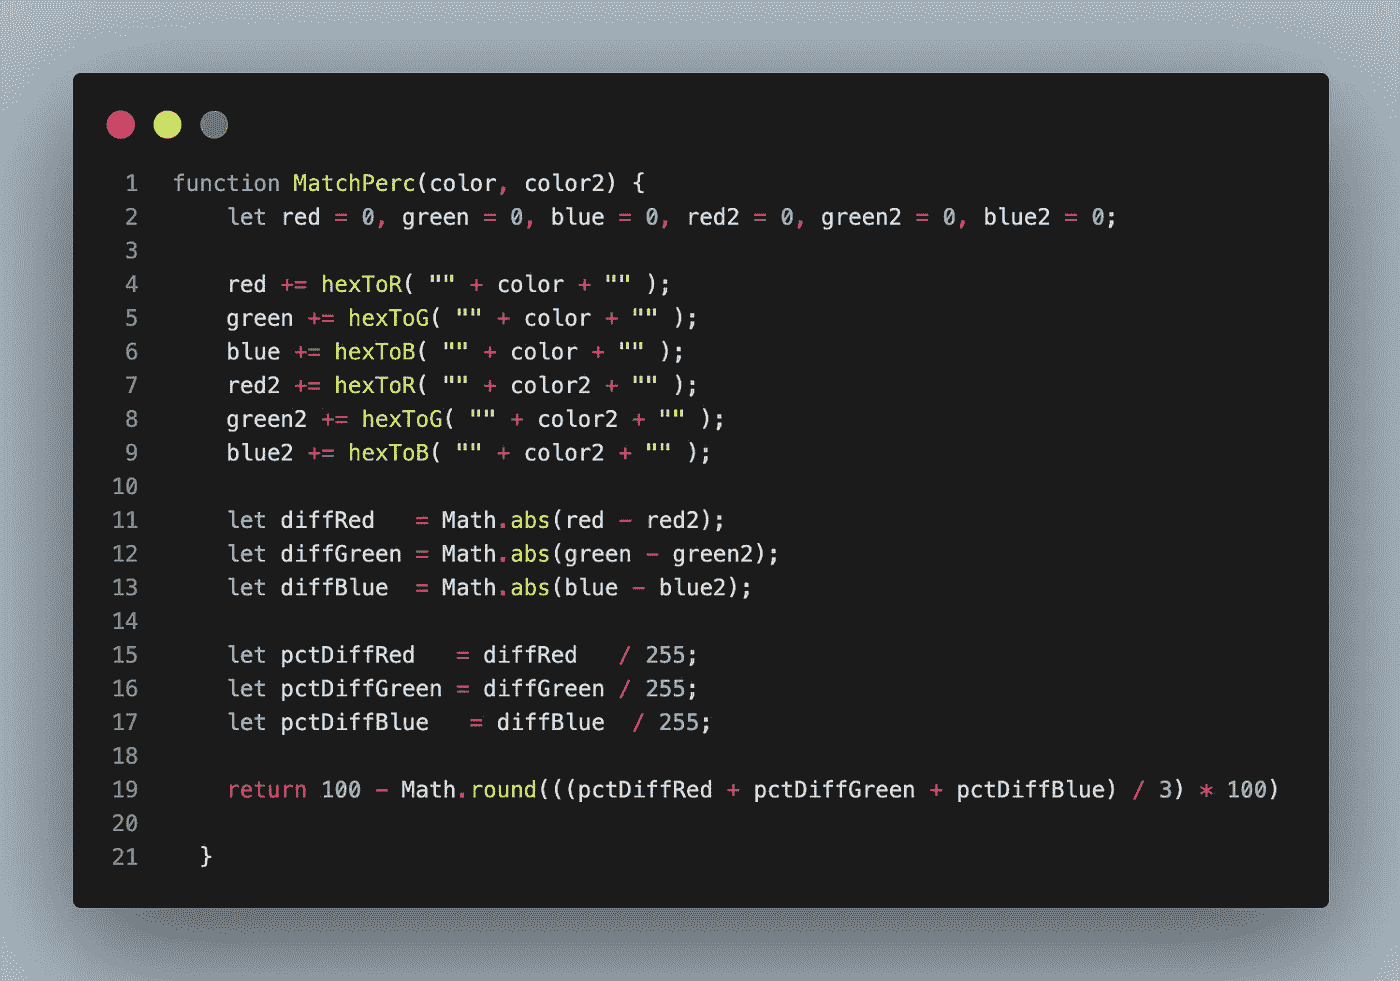 1 function MatchPerc(color, color2) {
2 let red = 0, green = 0, blue = 0, red2 = 0, green2 = 0, blue2 = 0;
3
4 red += hexToR( "" + color + "" );
5 green += hexToG( "" + color + "" );
6 blue += hexToB( "" + color + "" );
7 red2 += hexToR( "" + color2 + "" );
8 green2 += hexToG( "" + color2 + "" );
9 blue2 += hexToB( "" + color2 + "" );
10
11 let diffRed   = Math.abs(red - red2);
12 let diffGreen = Math.abs(green - green2);
13 let diffBlue  = Math.abs(blue - blue2);
14
15 let pctDiffRed   = diffRed   / 255;
16 let pctDiffGreen = diffGreen / 255;
17 let pctDiffBlue   = diffBlue  / 255;
18
19 return 100 - Math.round(((pctDiffRed + pctDiffGreen + pctDiffBlue) / 3) * 100)
20
21 }